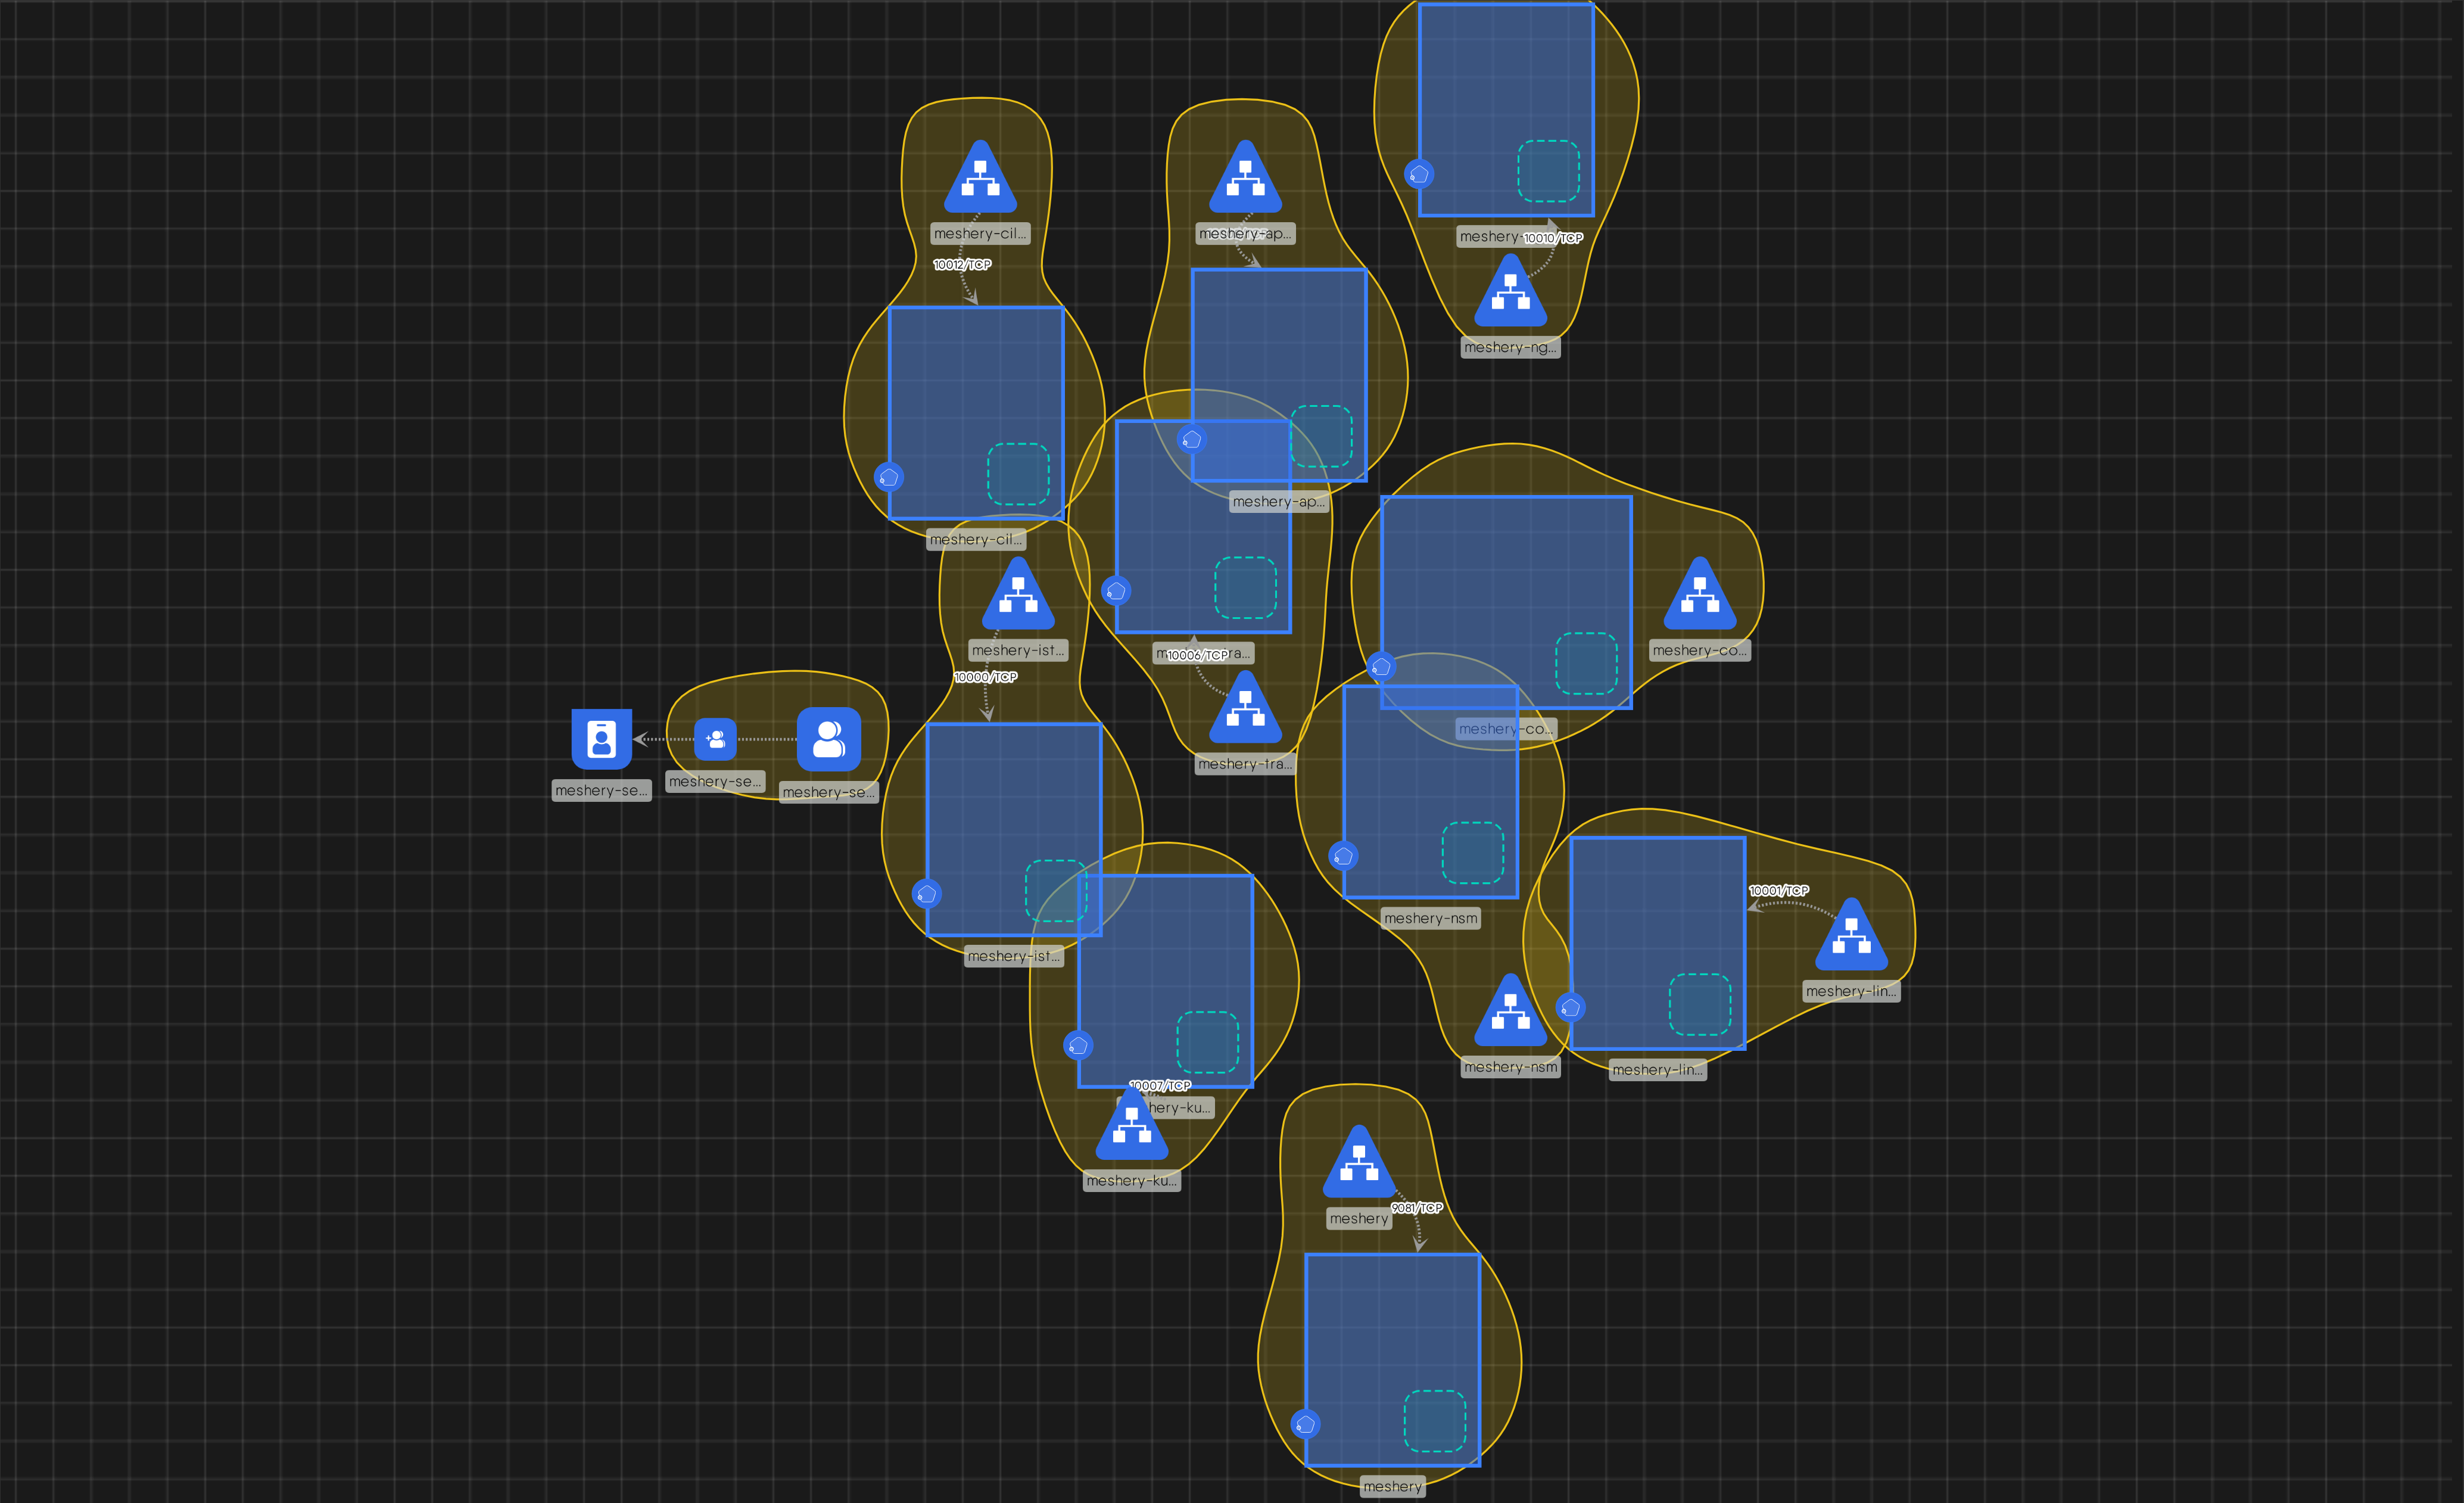 meshery-cil...
10012/TCP
meshery-ap...
10010/TCP
meshery-ng...
meshery-ap...
meshery-cil...
meshery-ist...
10000/TCP
10006/TCP
meshery-tra...
meshery-co...
meshery-co...
meshery-se...
meshery-se...
meshery-se...
meshery-nsm
10001/TCP
meshery-lin...
meshery-ist...
meshery-nsm
meshery-lin...
10007/TCP
meshery-ku...
meshery
9081/TCP
meshery